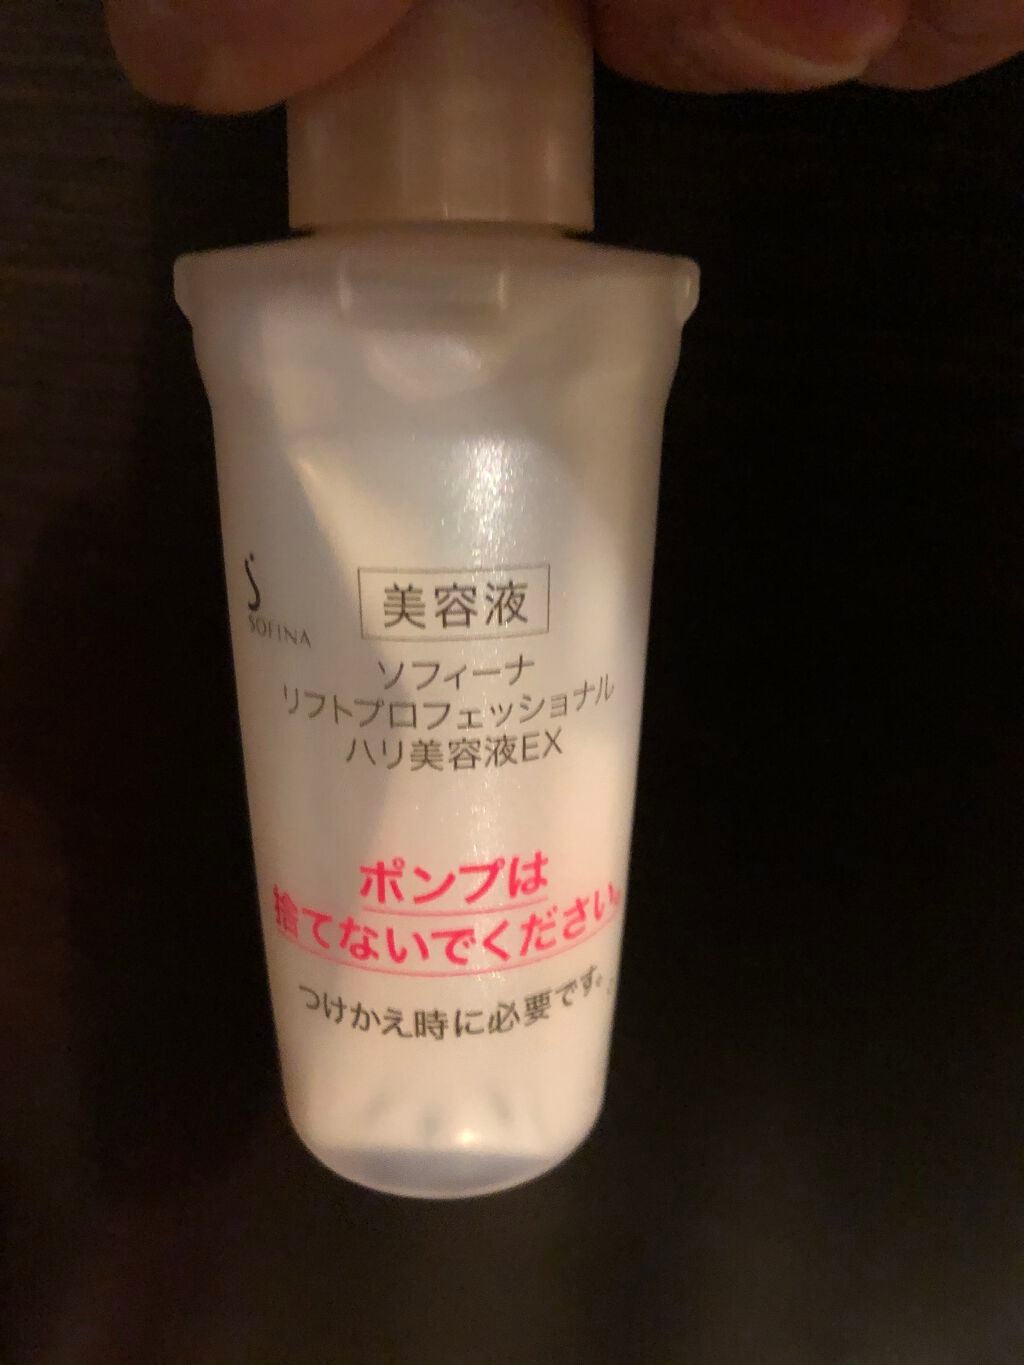 SOFINA
美容液
ソフィーナ
リフトプロフェッショナル
ハリ美容液EX
ポンプは
捨てないでください。
つけかえ時に必要です。